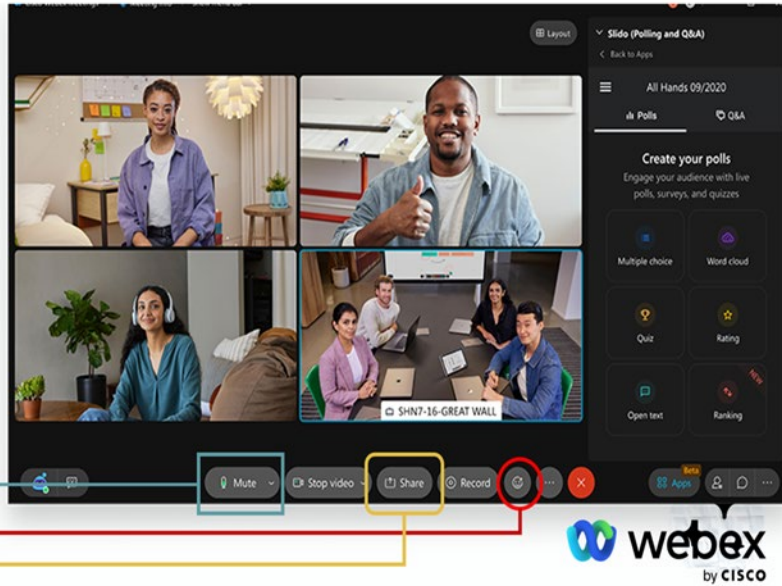 Layout
Slido (Polling and Q&A)
Back to Apps
All Hands 09/2020
Polls
Q&A
Create your polls
Engage your audience with live
polls, surveys, and quizzes
Multiple choice
Word cloud
Quiz
Rating
NEW
Open text
Ranking
SHN7-16-GREAT WALL
Mute
Stop video
Share
Record
Beta
Apps
webex
by CISCO